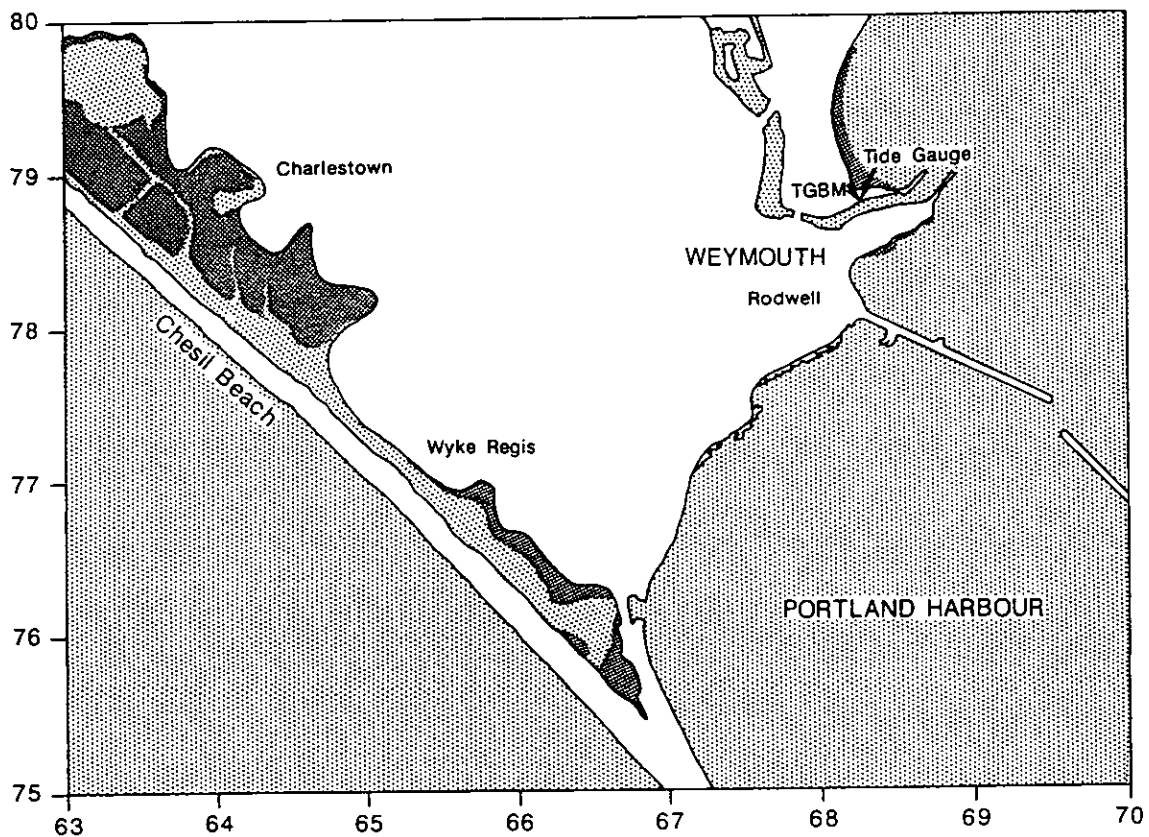 80
79
78
77
76
75
63
64
65
66
67
68
69
70
Charlestown
Tide Gauge
TGBM
WEYMOUTH
Rodwell
Chesil Beach
Wyke Regis
PORTLAND HARBOUR